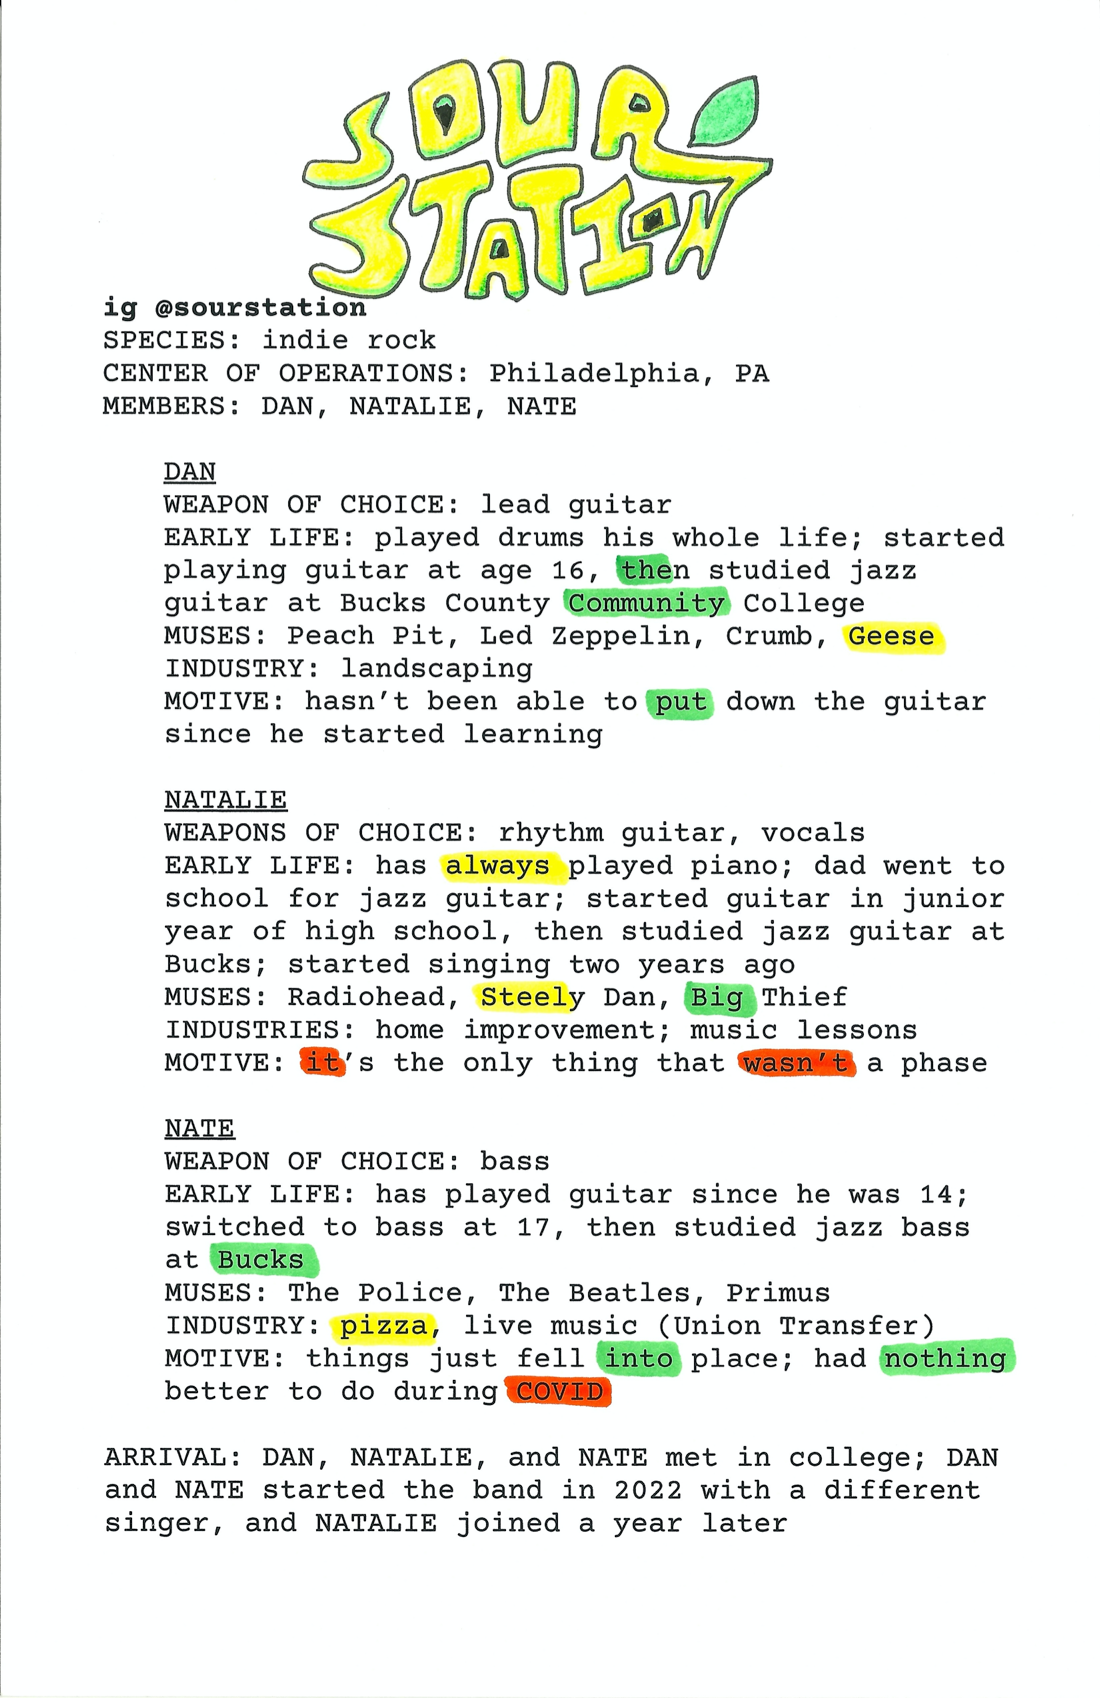 SOUR
STATION
ig @sourstation
SPECIES: indie rock
CENTER OF OPERATIONS: Philadelphia, PA
MEMBERS: DAN, NATALIE, NATE
DAN
WEAPON OF CHOICE: lead guitar
EARLY LIFE: played drums his whole life; started
playing guitar at age 16, then studied jazz
guitar at Bucks County Community College
MUSES: Peach Pit, Led Zeppelin, Crumb, Geese
INDUSTRY: landscaping
MOTIVE: hasn't been able to put down the guitar
since he started learning
NATALIE
WEAPONS OF CHOICE: rhythm guitar, vocals
EARLY LIFE: has always played piano; dad went to
school for jazz guitar; started guitar in junior
year of high school, then studied jazz guitar at
Bucks; started singing two years ago
MUSES: Radiohead, Steely Dan, Big Thief
INDUSTRIES: home improvement; music lessons
MOTIVE: it's the only thing that wasn't a phase
NATE
WEAPON OF CHOICE: bass
EARLY LIFE: has played guitar since he was 14;
switched to bass at 17, then studied jazz bass
at Bucks
MUSES: The Police, The Beatles, Primus
INDUSTRY: pizza, live music (Union Transfer)
MOTIVE: things just fell into place; had nothing
better to do during COVID
ARRIVAL: DAN, NATALIE, and NATE met in college; DAN
and NATE started the band in 2022 with a different
singer, and NATALIE joined a year later